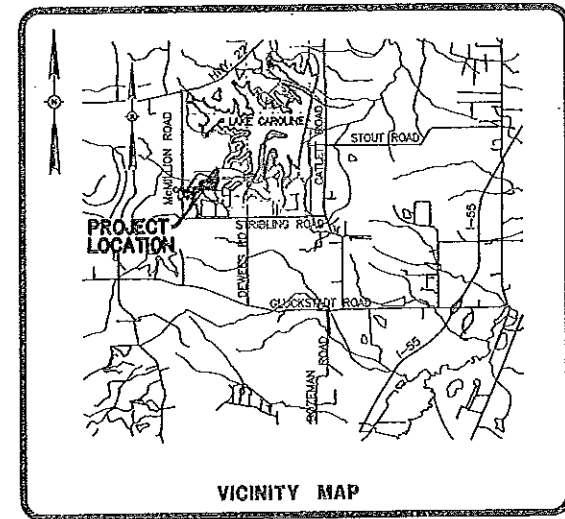 HWY. 22
LAKE CAROLINE
McMILLON ROAD
CATLETT ROAD
STOUT ROAD
I-55
PROJECT
LOCATION
STRIBLING ROAD
DEWEES RD.
GLUCKSTADT ROAD
BOZEMAN ROAD
I-55
N
N
VICINITY MAP